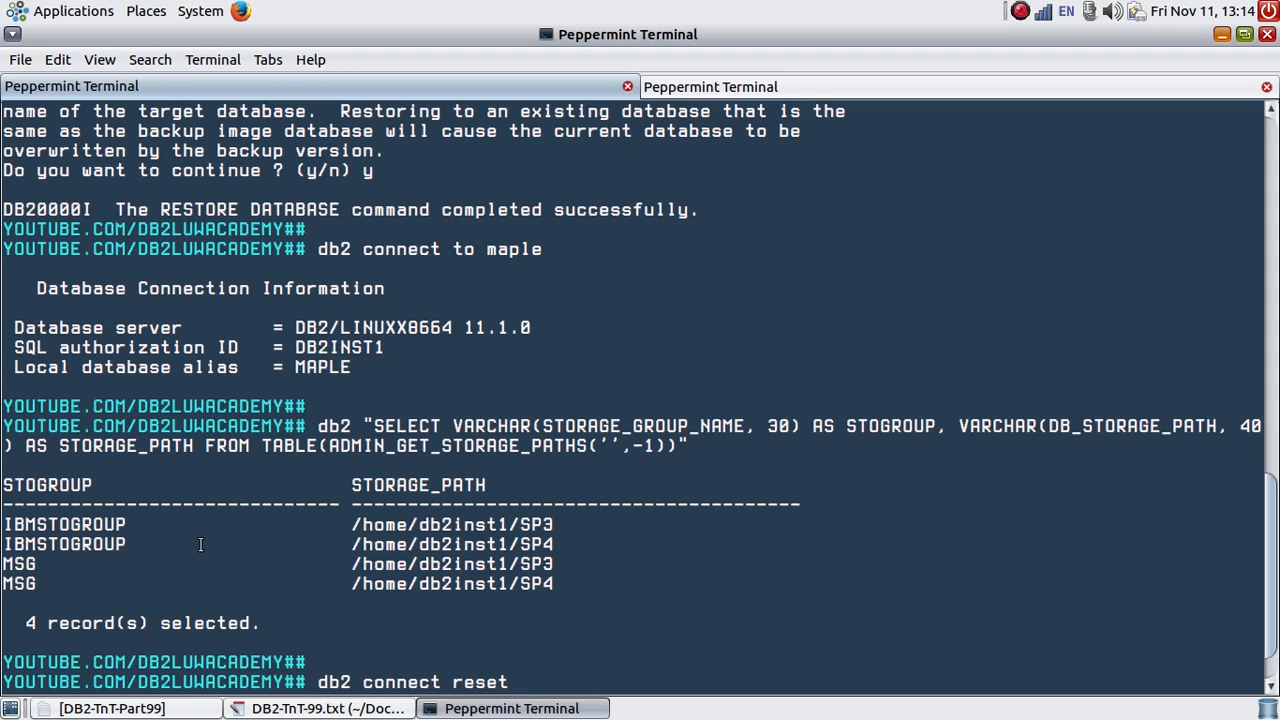 Applications Places System EN Fri Nov 11, 13:14
Peppermint Terminal
File Edit View Search Terminal Tabs Help
Peppermint Terminal Peppermint Terminal
name of the target database.  Restoring to an existing database that is the
same as the backup image database will cause the current database to be
overwritten by the backup version.
Do you want to continue ? (y/n) y
DB20000I  The RESTORE DATABASE command completed successfully.
YOUTUBE.COM/DB2LUWACADEMY##
YOUTUBE.COM/DB2LUWACADEMY## db2 connect to maple
Database Connection Information
Database server = DB2/LINUXX8664 11.1.0
SQL authorization ID = DB2INST1
Local database alias = MAPLE
YOUTUBE.COM/DB2LUWACADEMY##
YOUTUBE.COM/DB2LUWACADEMY## db2 "SELECT VARCHAR(STORAGE_GROUP_NAME, 30) AS STOGROUP, VARCHAR(DB_STORAGE_PATH, 40
) AS STORAGE_PATH FROM TABLE(ADMIN_GET_STORAGE_PATHS('',-1))"
STOGROUP STORAGE_PATH
------------------------------ ----------------------------------------
IBMSTOGROUP /home/db2inst1/SP3
IBMSTOGROUP /home/db2inst1/SP4
MSG /home/db2inst1/SP3
MSG /home/db2inst1/SP4
4 record(s) selected.
YOUTUBE.COM/DB2LUWACADEMY##
YOUTUBE.COM/DB2LUWACADEMY## db2 connect reset
[DB2-TnT-Part99] DB2-TnT-99.txt (~/Doc... Peppermint Terminal